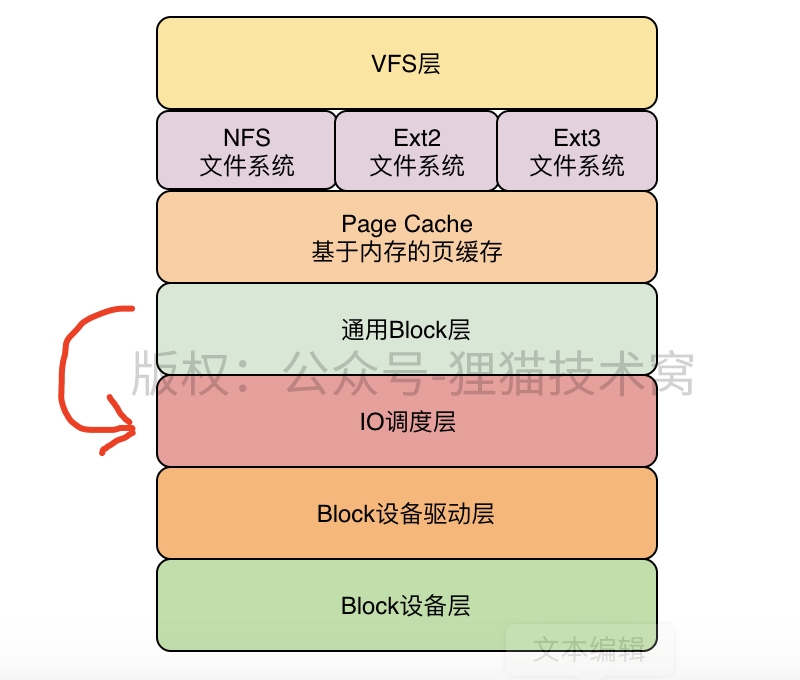 VFS层
NFS
文件系统
Ext2
文件系统
Ext3
文件系统
Page Cache
基于内存的页缓存
通用Block层
版权：公众号-狸猫技术窝
IO调度层
Block设备驱动层
Block设备层
文本编辑